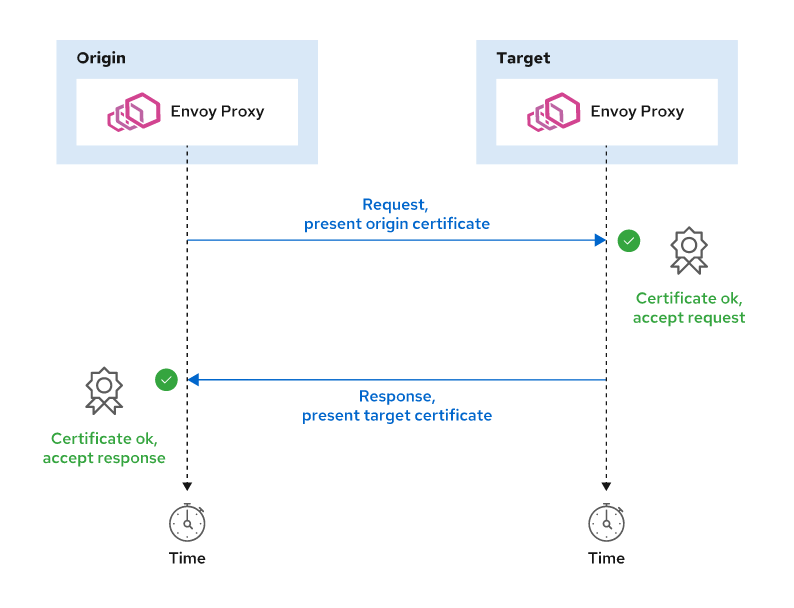 Origin
Envoy Proxy
Target
Envoy Proxy
Request,
present origin certificate
Certificate ok,
accept request
Response,
present target certificate
Certificate ok,
accept response
Time
Time